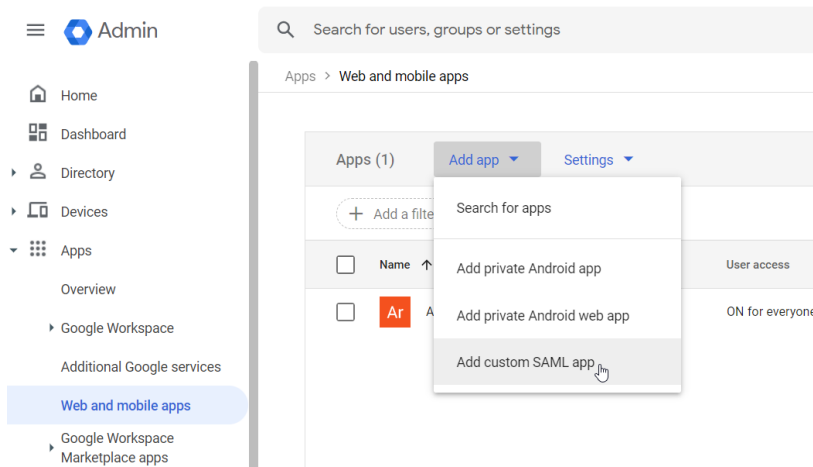 Admin
Search for users, groups or settings
Apps > Web and mobile apps
Home
Dashboard
Directory
Devices
Apps
Overview
Google Workspace
Additional Google services
Web and mobile apps
Google Workspace
Marketplace apps
Apps (1)
Add app
Settings
+ Add a filte
Search for apps
Add private Android app
Add private Android web app
Add custom SAML app
Name
User access
Ar
A
ON for everyone